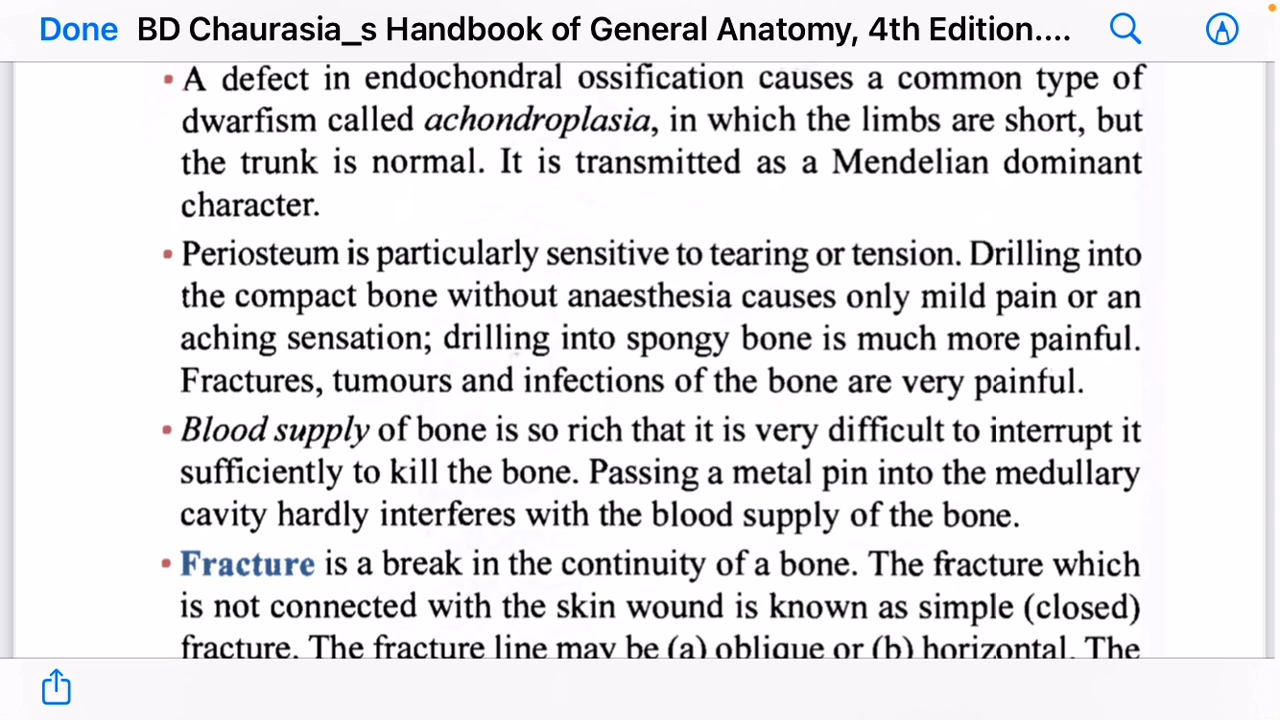 Done BD Chaurasia_s Handbook of General Anatomy, 4th Edition....
• A defect in endochondral ossification causes a common type of
dwarfism called achondroplasia, in which the limbs are short, but
the trunk is normal. It is transmitted as a Mendelian dominant
character.
• Periosteum is particularly sensitive to tearing or tension. Drilling into
the compact bone without anaesthesia causes only mild pain or an
aching sensation; drilling into spongy bone is much more painful.
Fractures, tumours and infections of the bone are very painful.
• Blood supply of bone is so rich that it is very difficult to interrupt it
sufficiently to kill the bone. Passing a metal pin into the medullary
cavity hardly interferes with the blood supply of the bone.
• Fracture is a break in the continuity of a bone. The fracture which
is not connected with the skin wound is known as simple (closed)
fracture. The fracture line may be (a) oblique or (b) horizontal. The